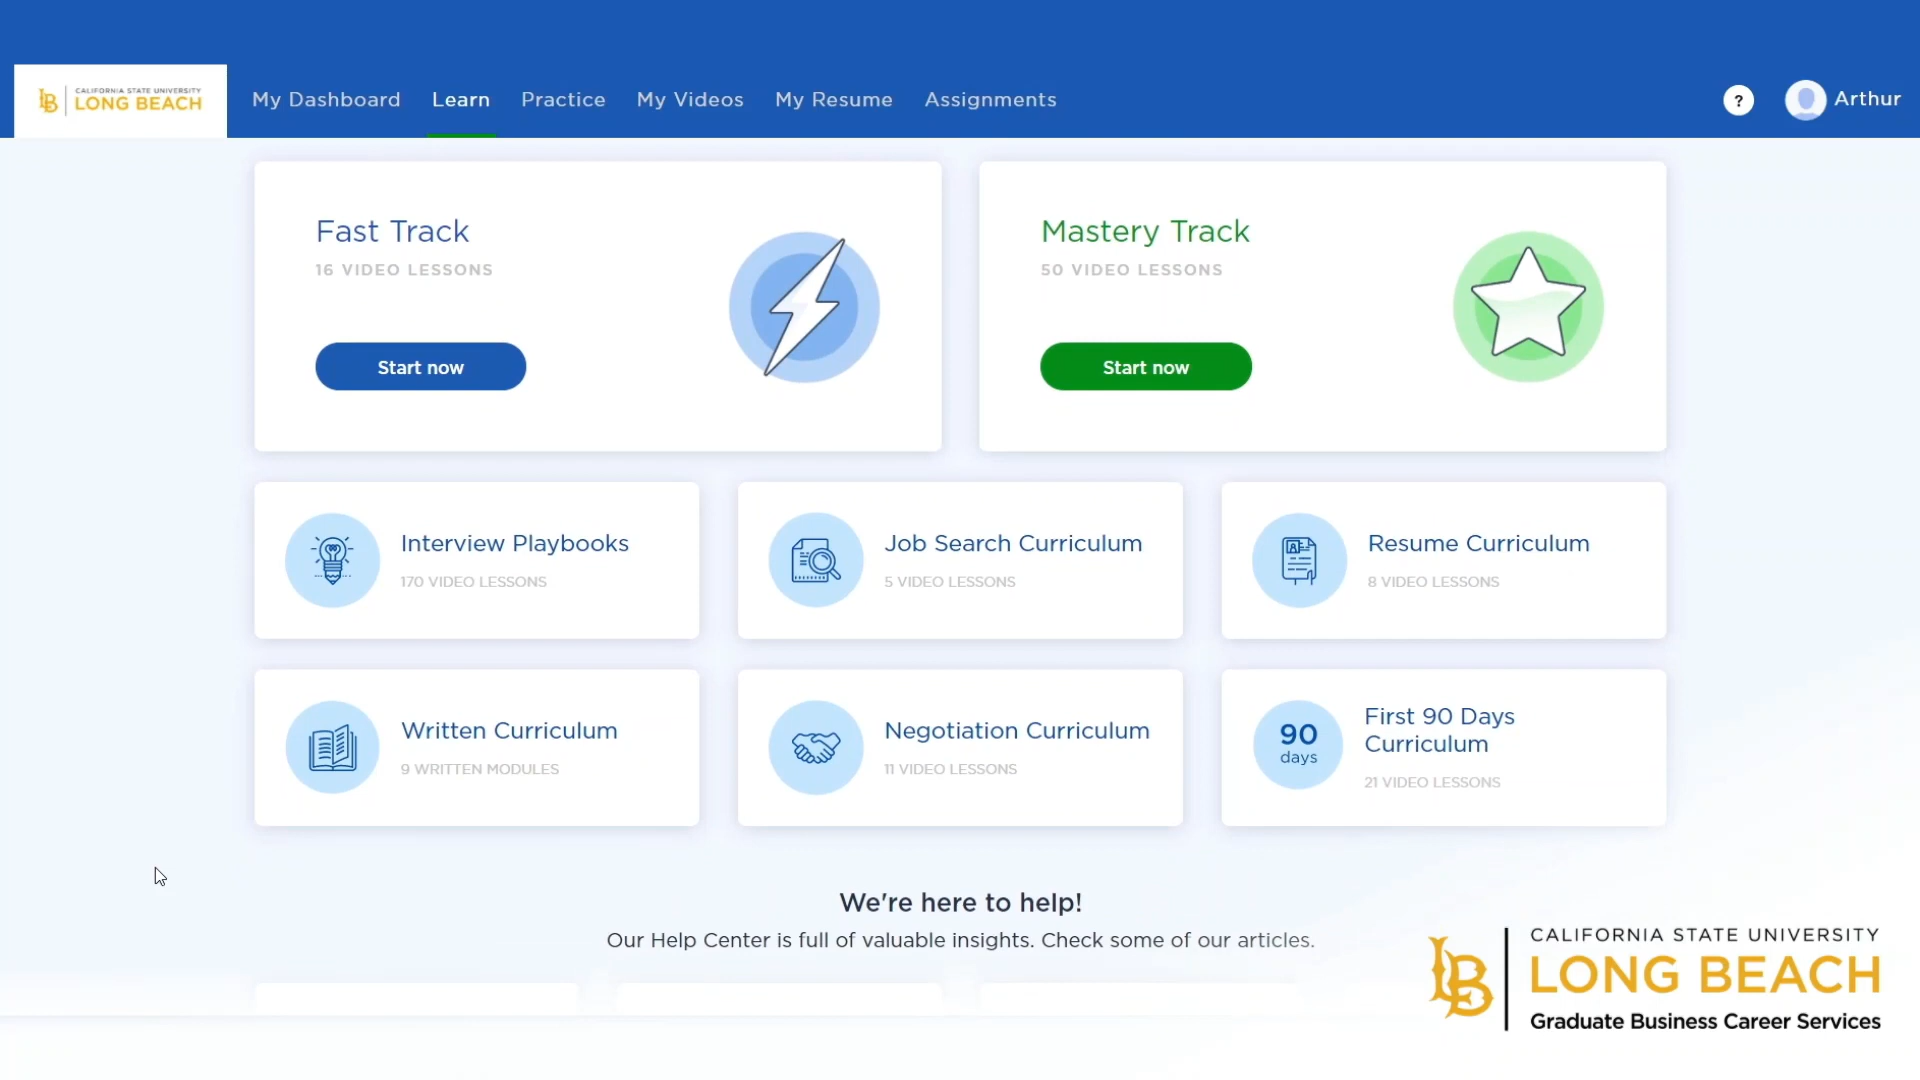 CALIFORNIA STATE UNIVERSITY
LB LONG BEACH
My Dashboard
Learn
Practice
My Videos
My Resume
Assignments
?
Arthur
Fast Track
16 VIDEO LESSONS
Start now
Mastery Track
50 VIDEO LESSONS
Start now
Interview Playbooks
170 VIDEO LESSONS
Job Search Curriculum
5 VIDEO LESSONS
Resume Curriculum
8 VIDEO LESSONS
Written Curriculum
9 WRITTEN MODULES
Negotiation Curriculum
11 VIDEO LESSONS
90
days
First 90 Days
Curriculum
21 VIDEO LESSONS
We're here to help!
Our Help Center is full of valuable insights. Check some of our articles.
CALIFORNIA STATE UNIVERSITY
LB LONG BEACH
Graduate Business Career Services